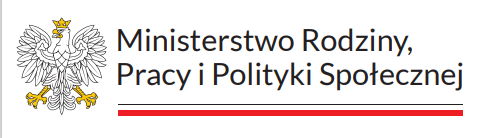 Ministerstwo Rodziny,
Pracy i Polityki Społecznej